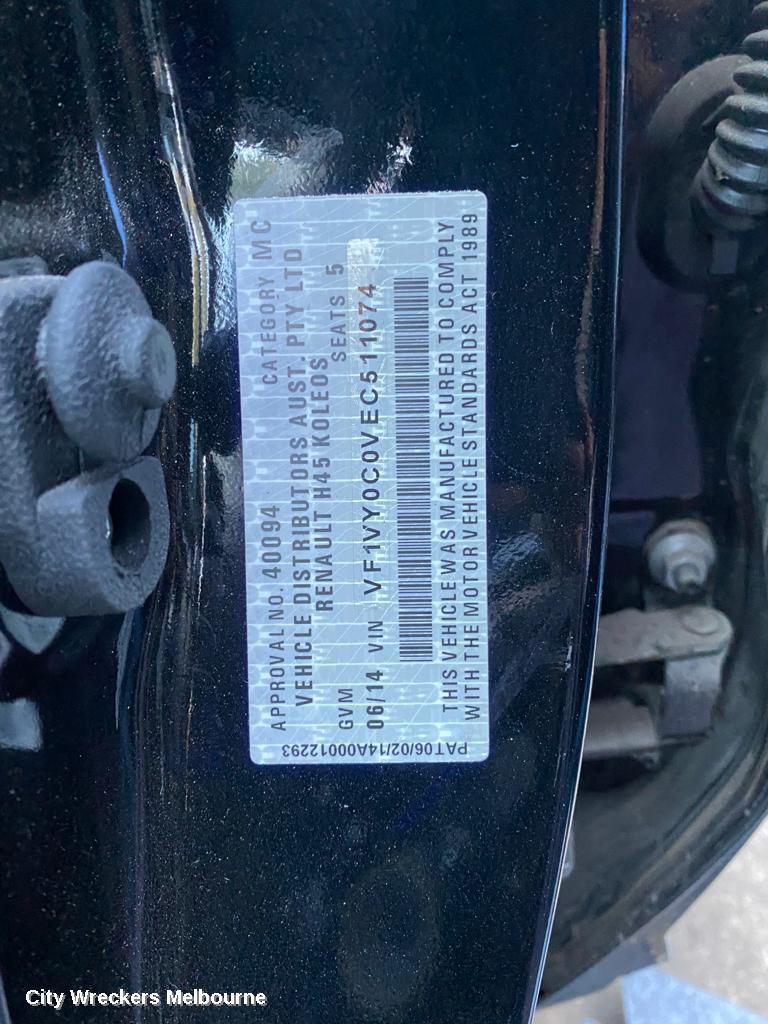 APPROVAL NO. 40094 CATEGORY MC
VEHICLE DISTRIBUTORS AUST. PTY LTD
RENAULT H45 KOLEOS
GVM SEATS 5
06/14 VIN VF1VY0C0VEC511074
THIS VEHICLE WAS MANUFACTURED TO COMPLY
WITH THE MOTOR VEHICLE STANDARDS ACT 1989
PAT06/02/14A00012293
City Wreckers Melbourne